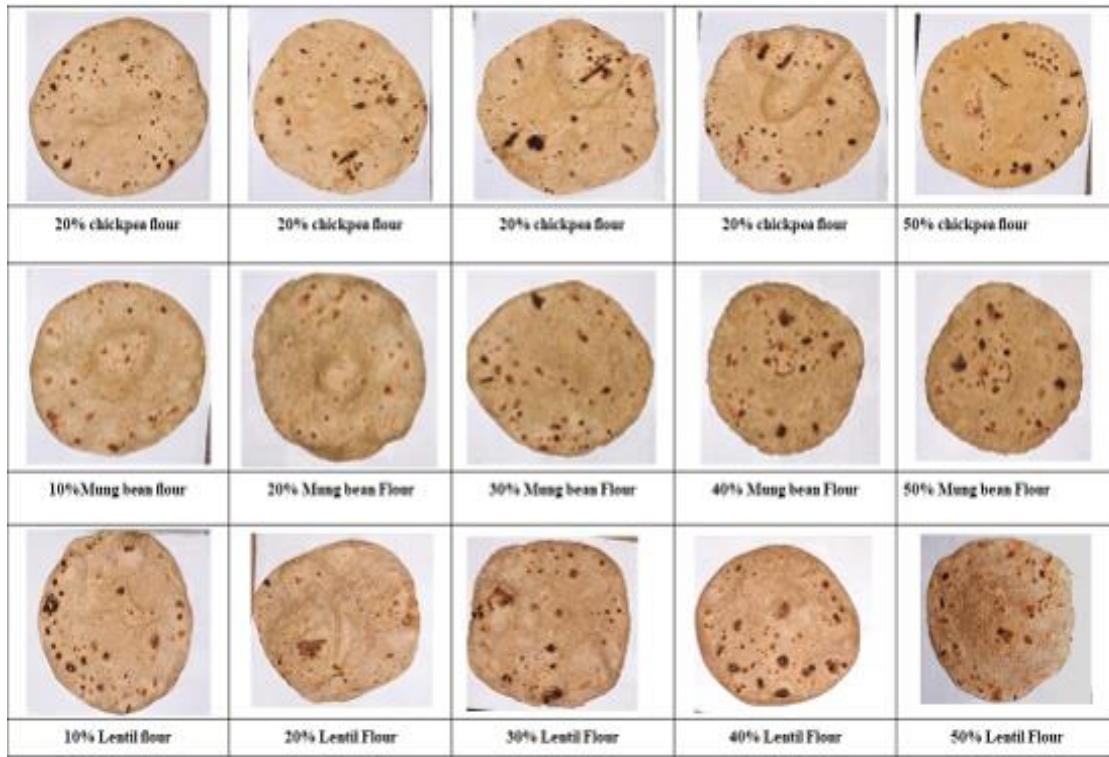 20% chickpea flour
20% chickpea flour
20% chickpea flour
20% chickpea flour
50% chickpea flour
10%Mung bean flour
20% Mung bean Flour
30% Mung bean Flour
40% Mung bean Flour
50% Mung bean Flour
10% Lentil flour
20% Lentil Flour
30% Lentil Flour
40% Lentil Flour
50% Lentil Flour